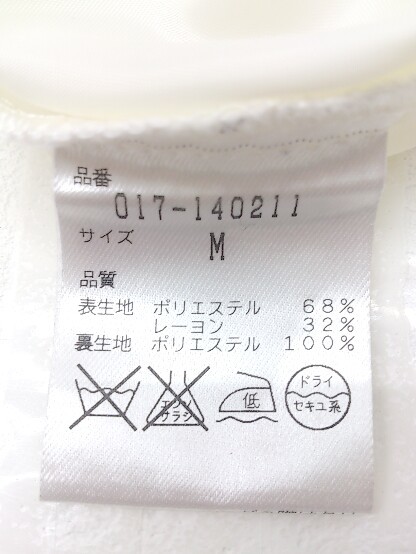 品番
017-140211
サイズ
M
品質
表生地 ポリエステル 68%
レーヨン 32%
裏生地 ポリエステル 100%
エンソ
サラシ
低
ドライ
セキユ系